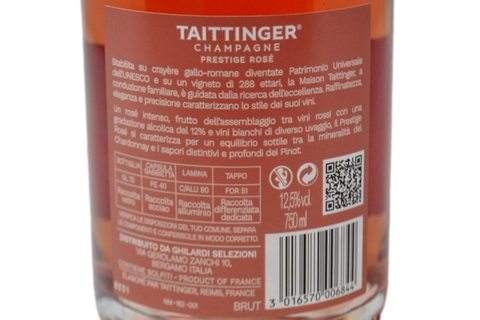 TAITTINGER®
CHAMPAGNE
PRESTIGE ROSÉ
Stabilita su crayère gallo-romane diventate Patrimonio Universale
dell'UNESCO e su un vigneto di 288 ettari, la Maison Taittinger, a
conduzione familiare, è guidata dalla ricerca dell'eccellenza. Raffinatezza,
eleganza e precisione caratterizzano lo stile dei suoi vini.
Un rosé intenso, frutto dell'assemblaggio tra vini rossi con una
gradazione alcolica del 12% e vini bianchi di diverso uvaggio, il Prestige
Rosé si caratterizza per un equilibrio sottile tra la mineralità del
Chardonnay e i sapori distintivi e profondi dei Pinot.
BOTTIGLIA CAPSULA GABBIETTA LAMINA TAPPO
GL 70 FE 40 C/ALU 90 FOR 51
Raccolta vetro Raccolta acciaio Raccolta alluminio Raccolta differenziata dedicata
VERIFICA LE DISPOSIZIONI DEL TUO COMUNE, SEPARA
LE COMPONENTI E CONFERISCILE IN MODO CORRETTO.
DISTRIBUITO DA GHILARDI SELEZIONI
VIA GEROLAMO ZANCHI 10,
BERGAMO ITALIA
CONTIENE SOLFITI - PRODUCT OF FRANCE
ÉLABORÉ PAR TAITTINGER, REIMS, FRANCE
NM-162-001
BRUT
12,5%vol
750 ml
3 016570 006844